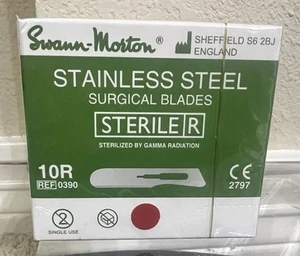 Swann-Morton®
SHEFFIELD S6 2BJ
ENGLAND
STAINLESS STEEL
SURGICAL BLADES
STERILE R
STERILIZED BY GAMMA RADIATION
10R
REF 0390
CE
2797
2
SINGLE USE